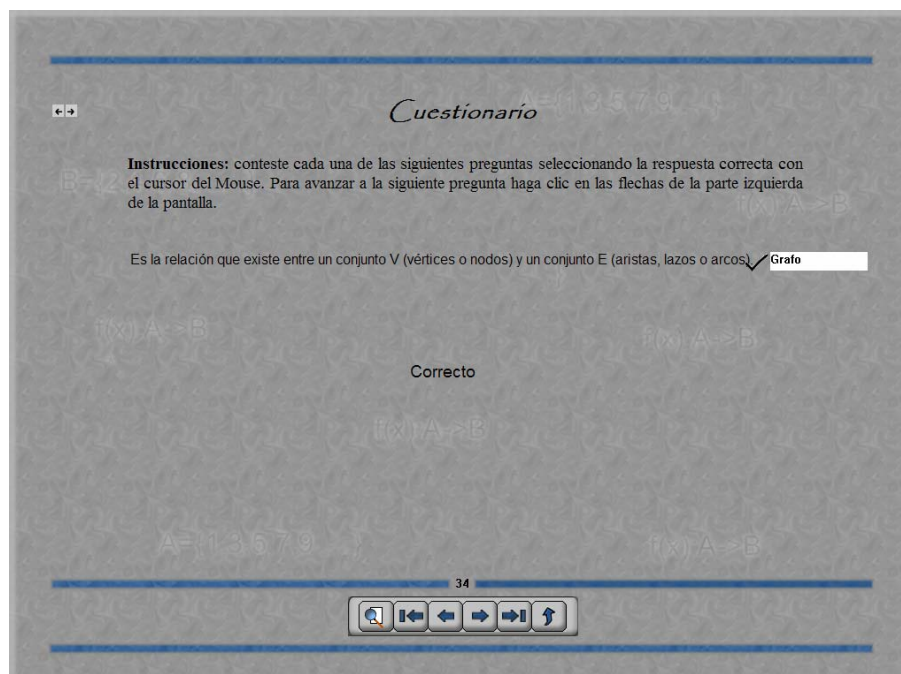 Cuestionario
Instrucciones: conteste cada una de las siguientes preguntas seleccionando la respuesta correcta con
el cursor del Mouse. Para avanzar a la siguiente pregunta haga clic en las flechas de la parte izquierda
de la pantalla.
Es la relación que existe entre un conjunto V (vértices o nodos) y un conjunto E (aristas, lazos o arcos)
Grafo
f(x):A->B
f(x):A->B
f(x):A->B
Correcto
f(x):A->B
f(x):A->B
34